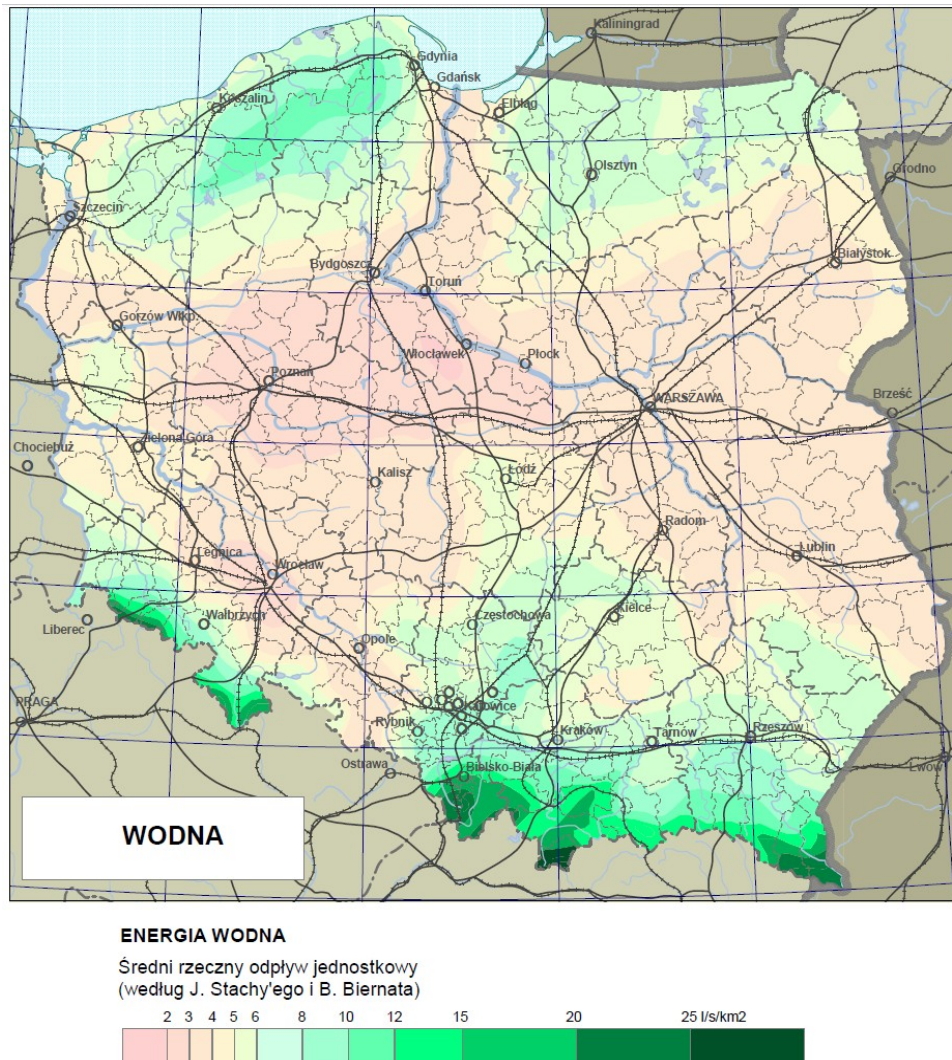 Kaliningrad
Gdynia
Gdańsk
Koszalin
Elbląg
Olsztyn
Grodno
Szczecin
Białystok
Bydgoszcz
Toruń
Gorzów Wlkp.
Włocławek
Płock
Poznań
WARSZAWA
Brześć
Chociebuż
Zielona Góra
Kalisz
Łódź
Radom
Legnica
Wrocław
Lublin
Liberec
Wałbrzych
Częstochowa
Kielce
Opole
PRAGA
Katowice
Rybnik
Kraków
Tarnów
Rzeszów
Ostrawa
Bielsko-Biala
Lwów
WODNA
ENERGIA WODNA
Średni rzeczny odpływ jednostkowy
(według J. Stachy'ego i B. Biernata)
2 3 4 5 6 8 10 12 15 20 25 l/s/km2